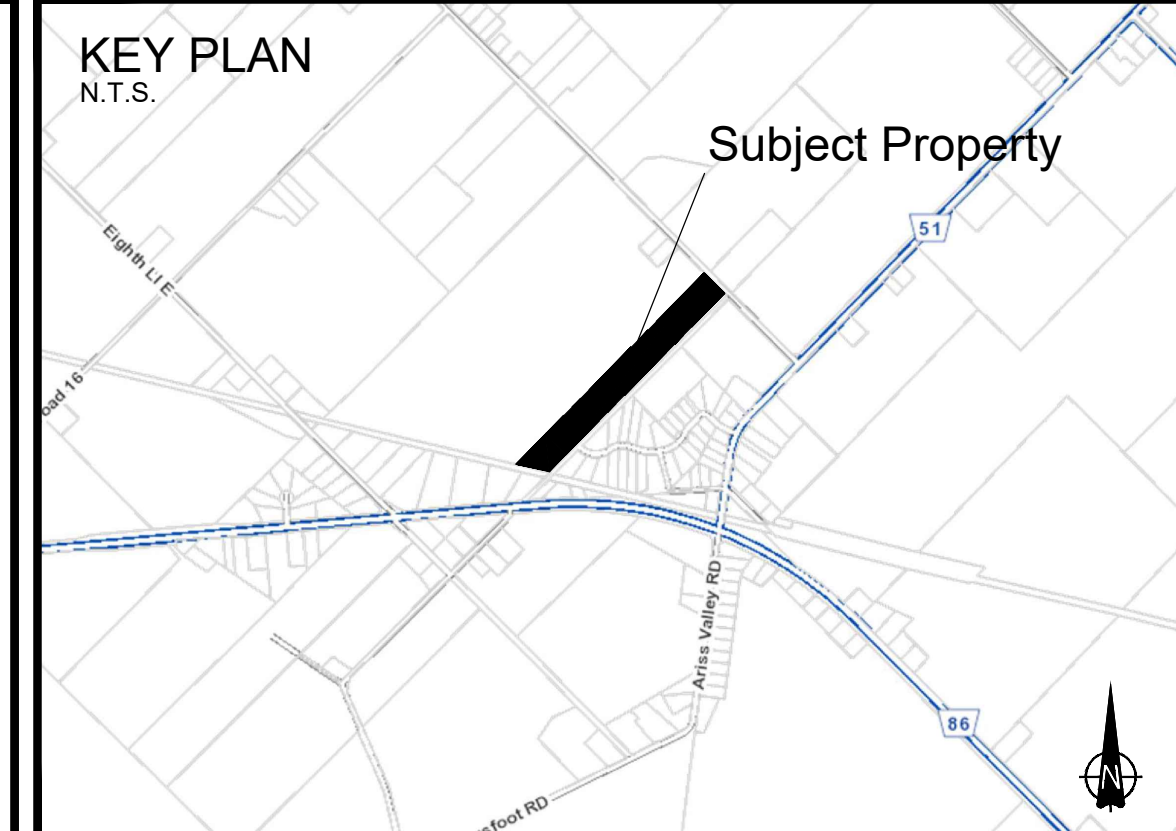 KEY PLAN
N.T.S.
Subject Property
51
Eighth LI E
oad 16
Ariss Valley RD
86
sfoot RD
N